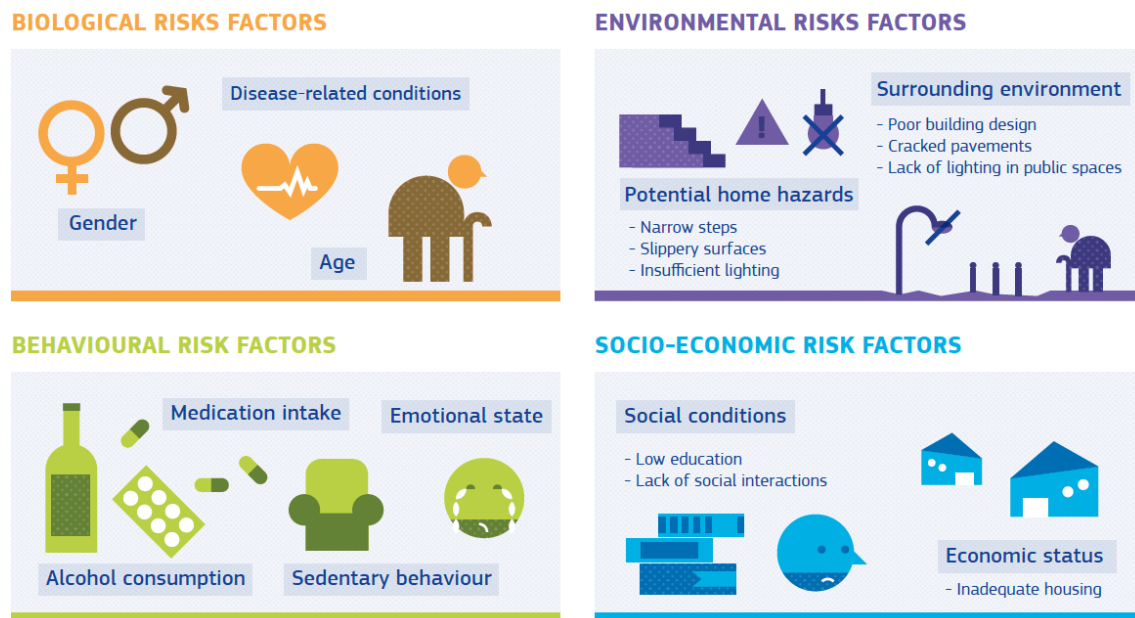 BIOLOGICAL RISKS FACTORS
Disease-related conditions
Gender
Age
ENVIRONMENTAL RISKS FACTORS
Surrounding environment
- Poor building design
- Cracked pavements
- Lack of lighting in public spaces
Potential home hazards
- Narrow steps
- Slippery surfaces
- Insufficient lighting
BEHAVIOURAL RISK FACTORS
Medication intake
Emotional state
Alcohol consumption
Sedentary behaviour
SOCIO-ECONOMIC RISK FACTORS
Social conditions
- Low education
- Lack of social interactions
Economic status
- Inadequate housing